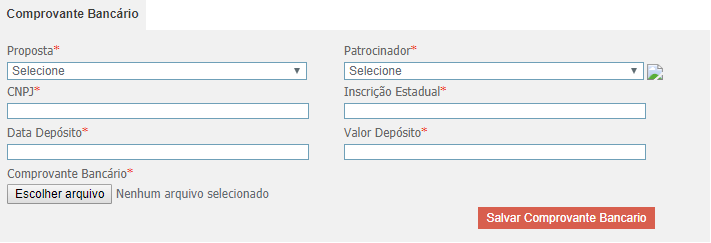 Comprovante Bancário
Proposta* Patrocinador*
Selecione Selecione
CNPJ* Inscrição Estadual*
Data Depósito* Valor Depósito*
Comprovante Bancário*
Escolher arquivo Nenhum arquivo selecionado
Salvar Comprovante Bancario